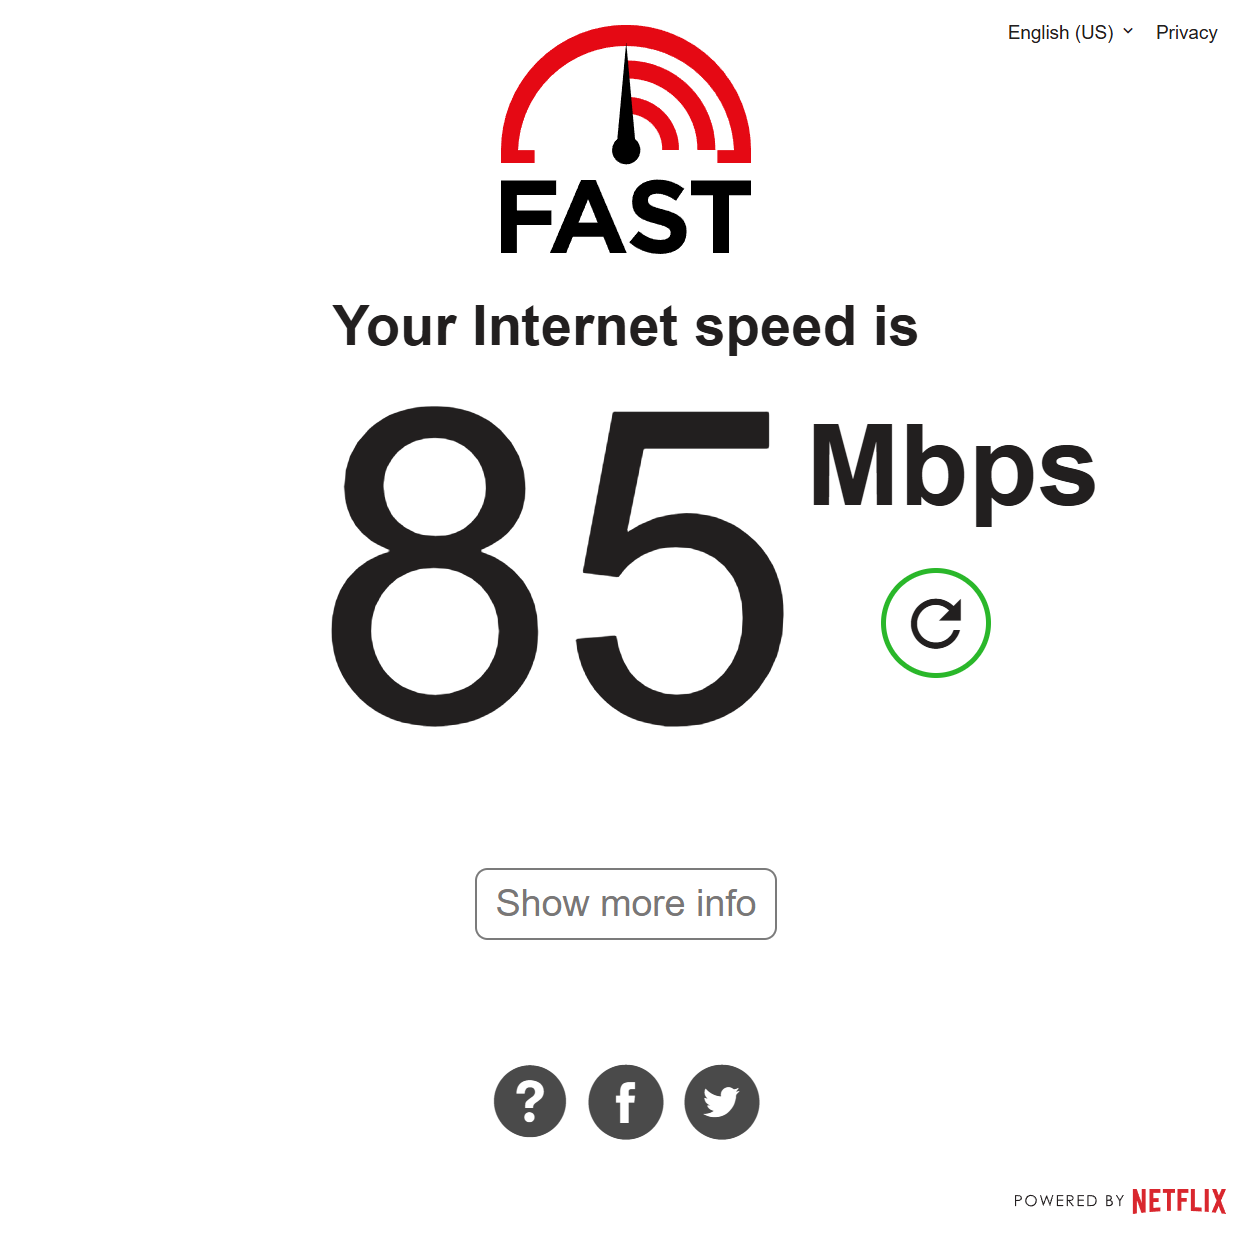 English (US) Privacy
FAST
Your Internet speed is
85 Mbps
Show more info
POWERED BY NETFLIX